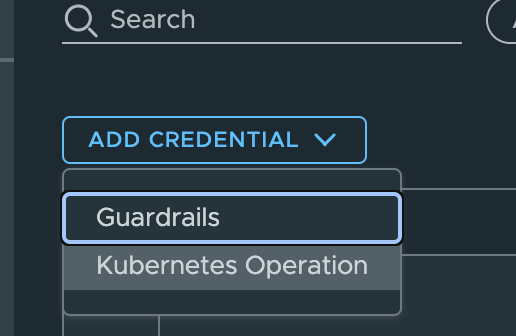 Search
ADD CREDENTIAL
Guardrails
Kubernetes Operation